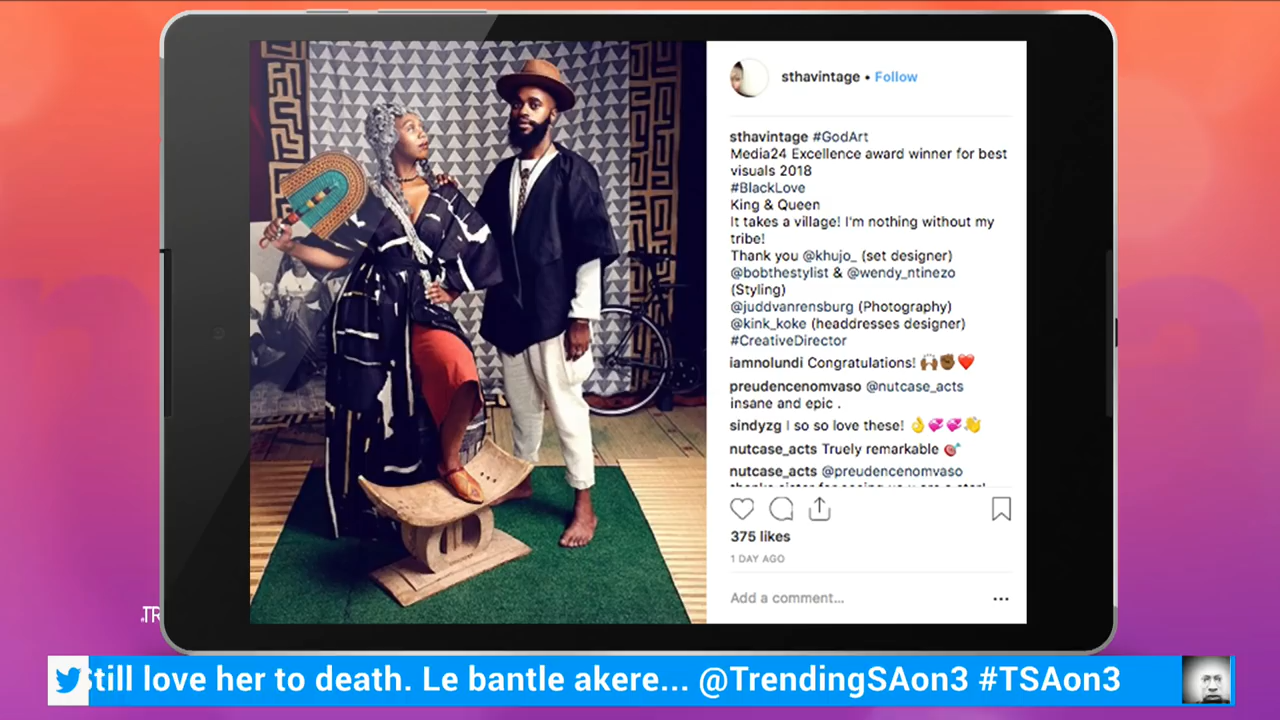 sthavintage • Follow
sthavintage #GodArt
Media24 Excellence award winner for best
visuals 2018
#BlackLove
King & Queen
It takes a village! I'm nothing without my
tribe!
Thank you @khujo_ (set designer)
@bobthestylist & @wendy_ntinezo
(Styling)
@juddvanrensburg (Photography)
@kink_koke (headdresses designer)
#CreativeDirector
iamnolundi Congratulations! 🙌🏾✊🏾❤️
preudencenomvaso @nutcase_acts
insane and epic .
sindyzg I so so love these! 👌💞💞👏
nutcase_acts Truely remarkable 🎯
nutcase_acts @preudencenomvaso
375 likes
1 DAY AGO
Add a comment...
.TR
Still love her to death. Le bantle akere... @TrendingSAon3 #TSAon3